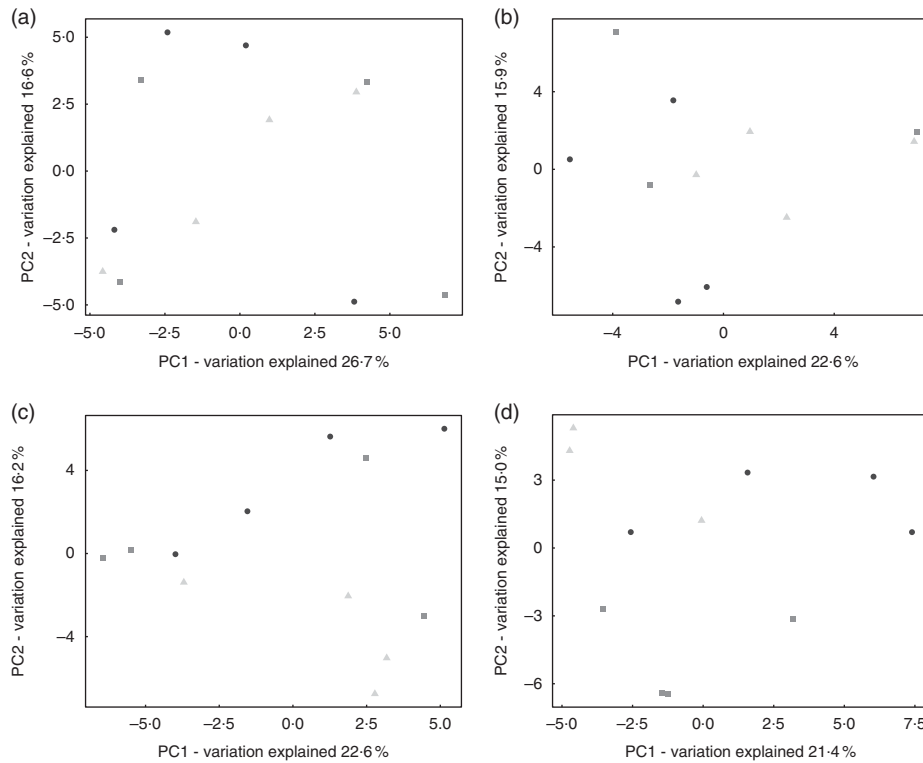 (a)
PC2 - variation explained 16·6 %
5·0
2·5
0·0
–2·5
–5·0
–5·0 –2·5 0·0 2·5 5·0
PC1 - variation explained 26·7 %
(b)
PC2 - variation explained 15·9 %
4
0
–4
–4 0 4
PC1 - variation explained 22·6 %
(c)
PC2 - variation explained 16·2 %
4
0
–4
–5·0 –2·5 0·0 2·5 5·0
PC1 - variation explained 22·6 %
(d)
PC2 - variation explained 15·0 %
3
0
–3
–6
–5·0 –2·5 0·0 2·5 5·0 7·5
PC1 - variation explained 21·4 %